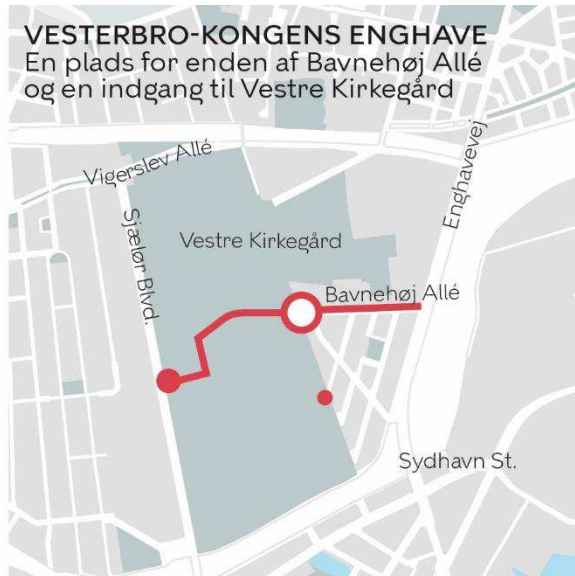 VESTERBRO-KONGENS ENGHAVE
En plads for enden af Bavnehøj Allé
og en indgang til Vestre Kirkegård
Vigerslev Allé
Enghavevej
Sjælør Blvd.
Vestre Kirkegård
Bavnehøj Allé
Sydhavn St.